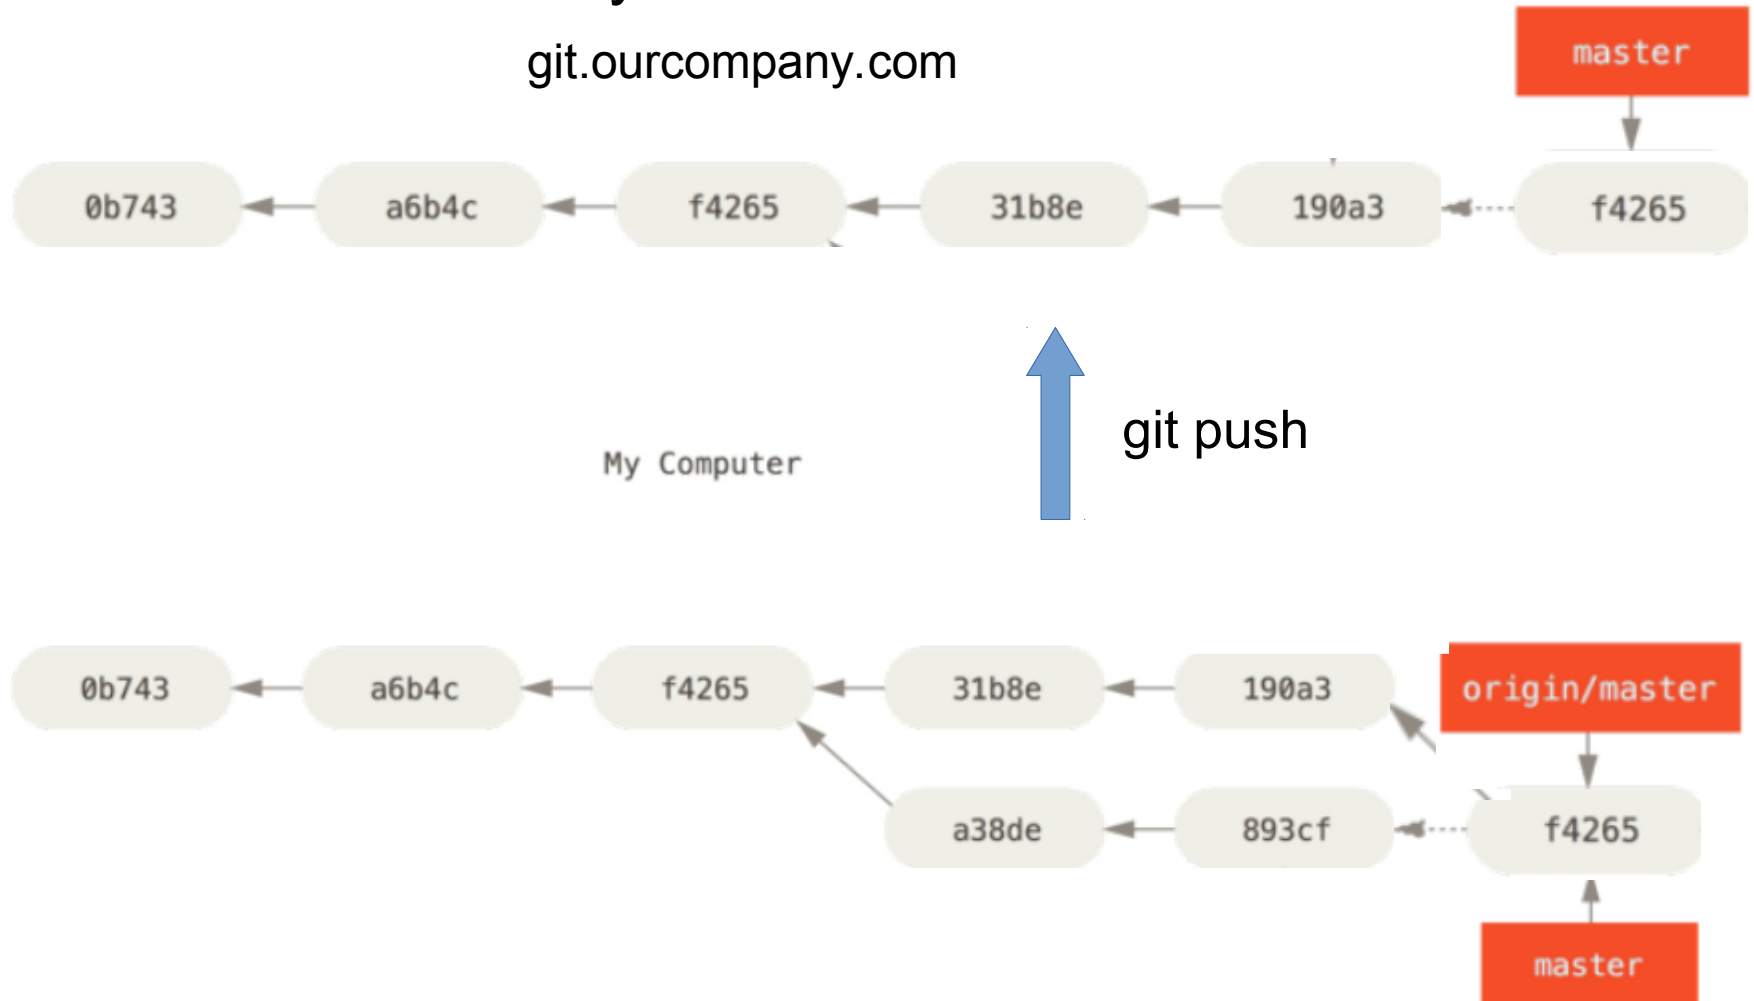 git.ourcompany.com
master
0b743 a6b4c f4265 31b8e 190a3 f4265
git push
My Computer
0b743 a6b4c f4265 31b8e 190a3 origin/master
a38de 893cf f4265
master